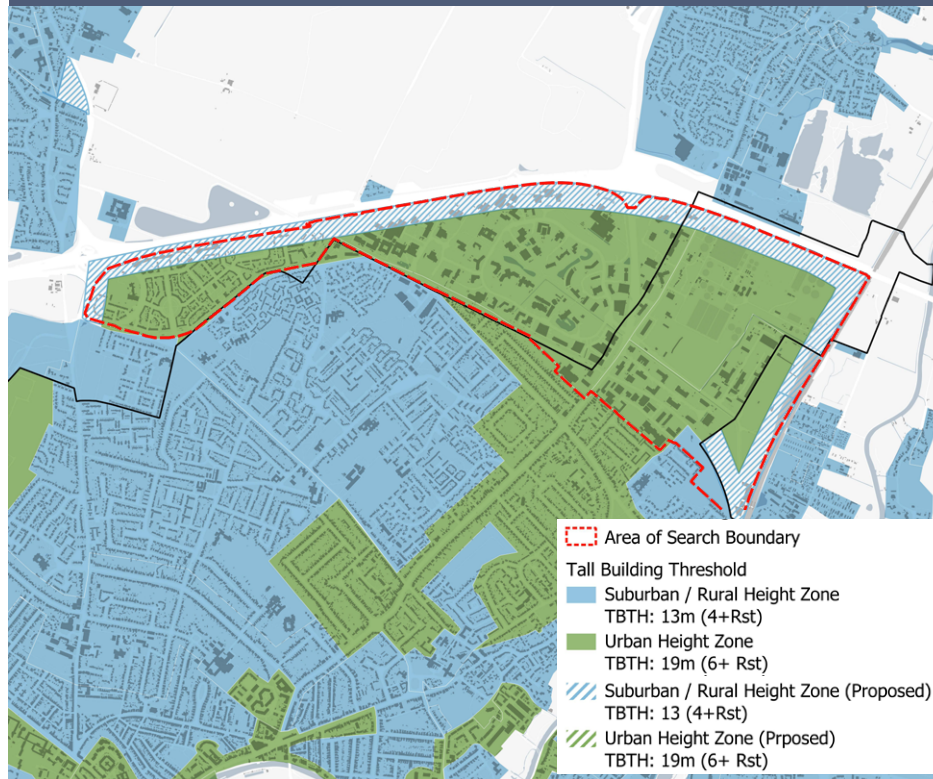 Area of Search Boundary
Tall Building Threshold
Suburban / Rural Height Zone
TBTH: 13m (4+Rst)
Urban Height Zone
TBTH: 19m (6+ Rst)
Suburban / Rural Height Zone (Proposed)
TBTH: 13 (4+Rst)
Urban Height Zone (Prposed)
TBTH: 19m (6+ Rst)